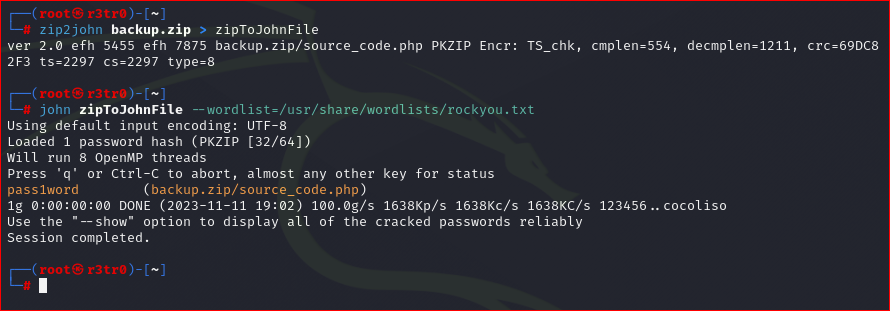 ┌──(root㉿r3tr0)-[~]
└─# zip2john backup.zip > zipToJohnFile
ver 2.0 efh 5455 efh 7875 backup.zip/source_code.php PKZIP Encr: TS_chk, cmplen=554, decmplen=1211, crc=69DC8
2F3 ts=2297 cs=2297 type=8
┌──(root㉿r3tr0)-[~]
└─# john zipToJohnFile --wordlist=/usr/share/wordlists/rockyou.txt
Using default input encoding: UTF-8
Loaded 1 password hash (PKZIP [32/64])
Will run 8 OpenMP threads
Press 'q' or Ctrl-C to abort, almost any other key for status
pass1word        (backup.zip/source_code.php)
1g 0:00:00:00 DONE (2023-11-11 19:02) 100.0g/s 1638Kp/s 1638Kc/s 1638KC/s 123456..cocoliso
Use the "--show" option to display all of the cracked passwords reliably
Session completed.
┌──(root㉿r3tr0)-[~]
└─#